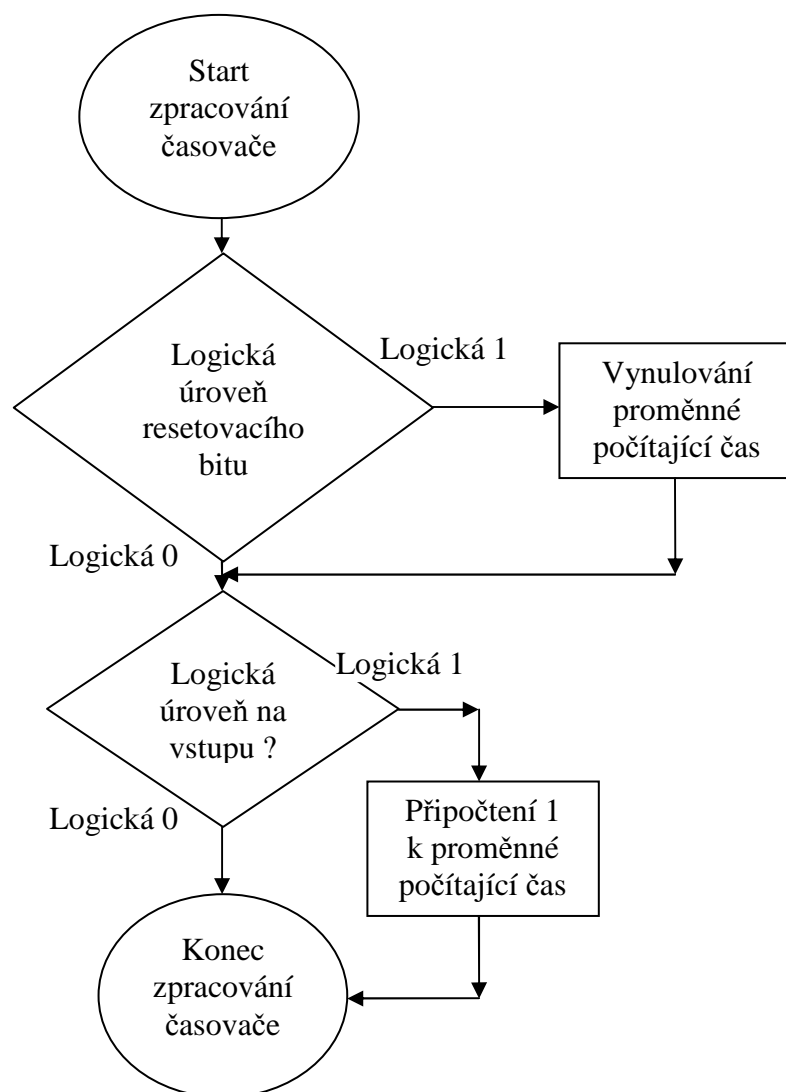 Start
zpracování
časovače
Logická
úroveň
resetovacího
bitu
Logická 1
Vynulování
proměnné
počítající čas
Logická 0
Logická
úroveň na
vstupu ?
Logická 1
Logická 0
Připočtení 1
k proměnné
počítající čas
Konec
zpracování
časovače